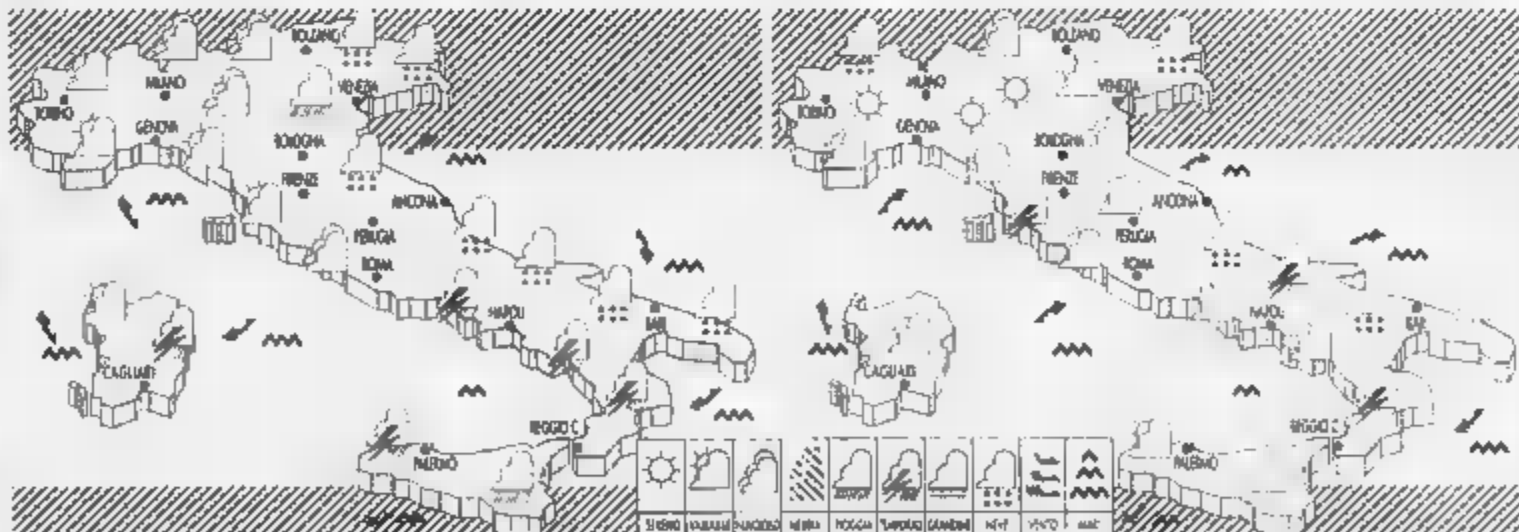 BOLZANO
MILANO
VENEZIA
TORINO
GENOVA
BOLOGNA
FIRENZE
ANCONA
PERUGIA
ROMA
NAPOLI
BARI
CAGLIARI
REGGIO C.
PALERMO
BOLZANO
MILANO
VENEZIA
TORINO
GENOVA
BOLOGNA
FIRENZE
ANCONA
PERUGIA
ROMA
NAPOLI
BARI
CAGLIARI
REGGIO C.
PALERMO
SERENO VARIABILE NUVOLOSO NEBBIA PIOGGIA TEMPORALE GRANDINE NEVE VENTO MARE